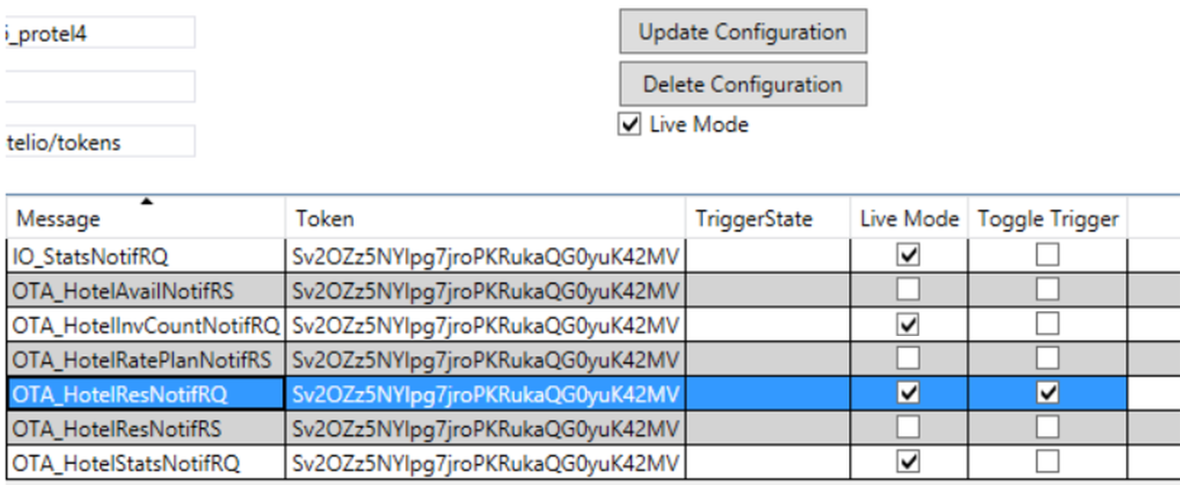 5_protel4
Update Configuration
Delete Configuration
telio/tokens
Live Mode
Message Token TriggerState Live Mode Toggle Trigger
IO_StatsNotifRQ Sv2OZz5NYIpg7jroPKRukaQG0yuK42MV
OTA_HotelAvailNotifRS Sv2OZz5NYIpg7jroPKRukaQG0yuK42MV
OTA_HotelInvCountNotifRQ Sv2OZz5NYIpg7jroPKRukaQG0yuK42MV
OTA_HotelRatePlanNotifRS Sv2OZz5NYIpg7jroPKRukaQG0yuK42MV
OTA_HotelResNotifRQ Sv2OZz5NYIpg7jroPKRukaQG0yuK42MV
OTA_HotelResNotifRS Sv2OZz5NYIpg7jroPKRukaQG0yuK42MV
OTA_HotelStatsNotifRQ Sv2OZz5NYIpg7jroPKRukaQG0yuK42MV